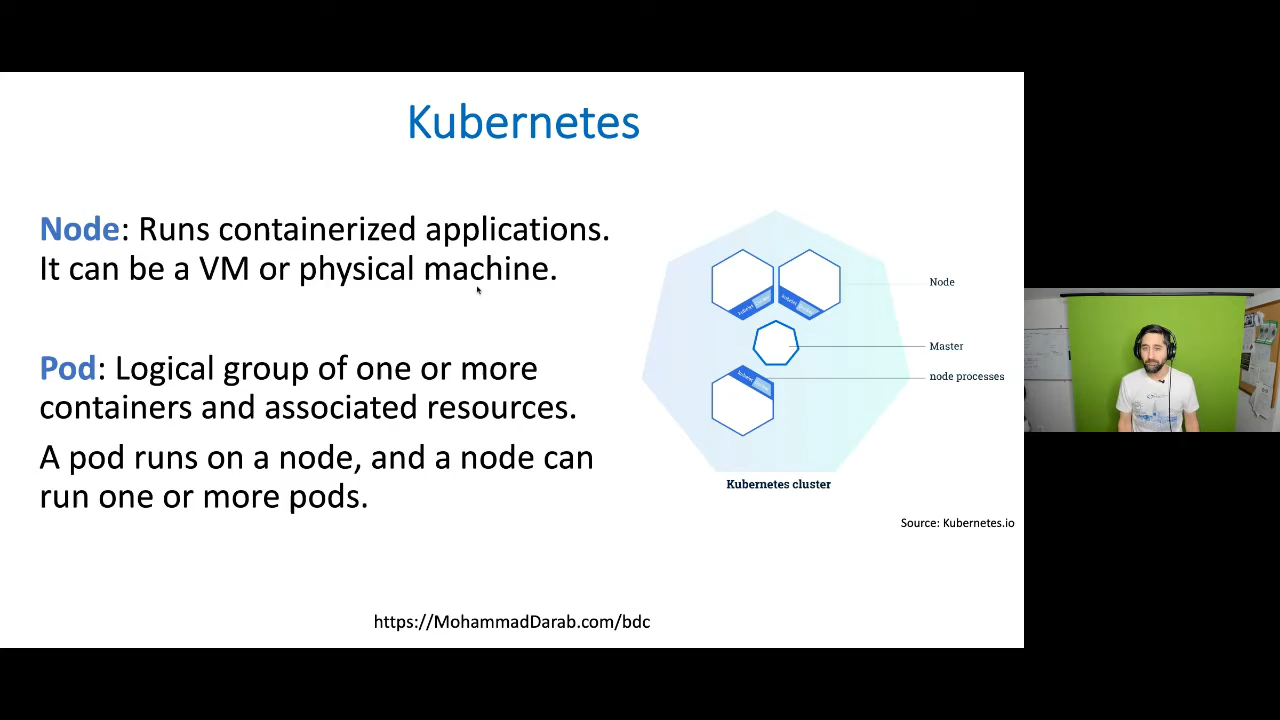 Kubernetes
Node: Runs containerized applications.
It can be a VM or physical machine.
Pod: Logical group of one or more
containers and associated resources.
A pod runs on a node, and a node can
run one or more pods.
Node
Master
node processes
Kubernetes cluster
Source: Kubernetes.io
https://MohammadDarab.com/bdc